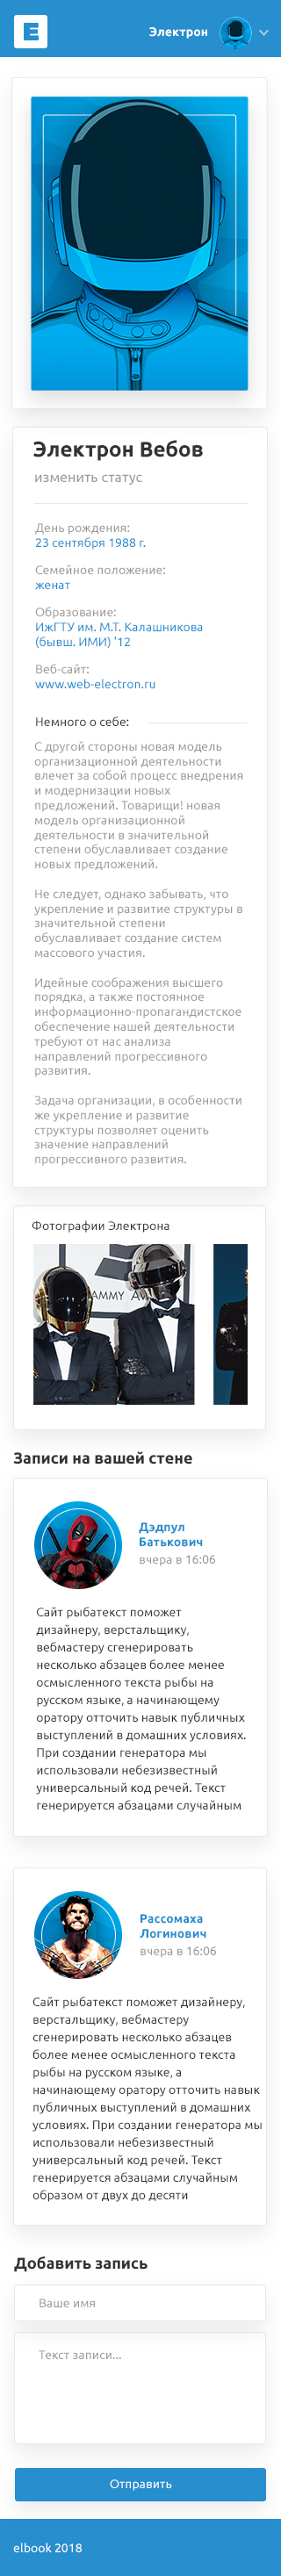 E
Электрон
Электрон Вебов
изменить статус
День рождения:
23 сентября 1988 г.
Семейное положение:
женат
Образование:
ИжГТУ им. М.Т. Калашникова
(бывш. ИМИ) '12
Веб-сайт:
www.web-electron.ru
Немного о себе:
С другой стороны новая модель
организационной деятельности
влечет за собой процесс внедрения
и модернизации новых
предложений. Товарищи! новая
модель организационной
деятельности в значительной
степени обуславливает создание
новых предложений.
Не следует, однако забывать, что
укрепление и развитие структуры в
значительной степени
обуславливает создание систем
массового участия.
Идейные соображения высшего
порядка, а также постоянное
информационно-пропагандистское
обеспечение нашей деятельности
требуют от нас анализа
направлений прогрессивного
развития.
Задача организации, в особенности
же укрепление и развитие
структуры позволяет оценить
значение направлений
прогрессивного развития.
Фотографии Электрона
AMMY AW
Записи на вашей стене
Дэдпул
Батькович
вчера в 16:06
Сайт рыбатекст поможет
дизайнеру, верстальщику,
вебмастеру сгенерировать
несколько абзацев более менее
осмысленного текста рыбы на
русском языке, а начинающему
оратору отточить навык публичных
выступлений в домашних условиях.
При создании генератора мы
использовали небезизвестный
универсальный код речей. Текст
генерируется абзацами случайным
Рассомаха
Логинович
вчера в 16:06
Сайт рыбатекст поможет дизайнеру,
верстальщику, вебмастеру
сгенерировать несколько абзацев
более менее осмысленного текста
рыбы на русском языке, а
начинающему оратору отточить навык
публичных выступлений в домашних
условиях. При создании генератора мы
использовали небезизвестный
универсальный код речей. Текст
генерируется абзацами случайным
образом от двух до десяти
Добавить запись
Ваше имя
Текст записи...
Отправить
elbook 2018